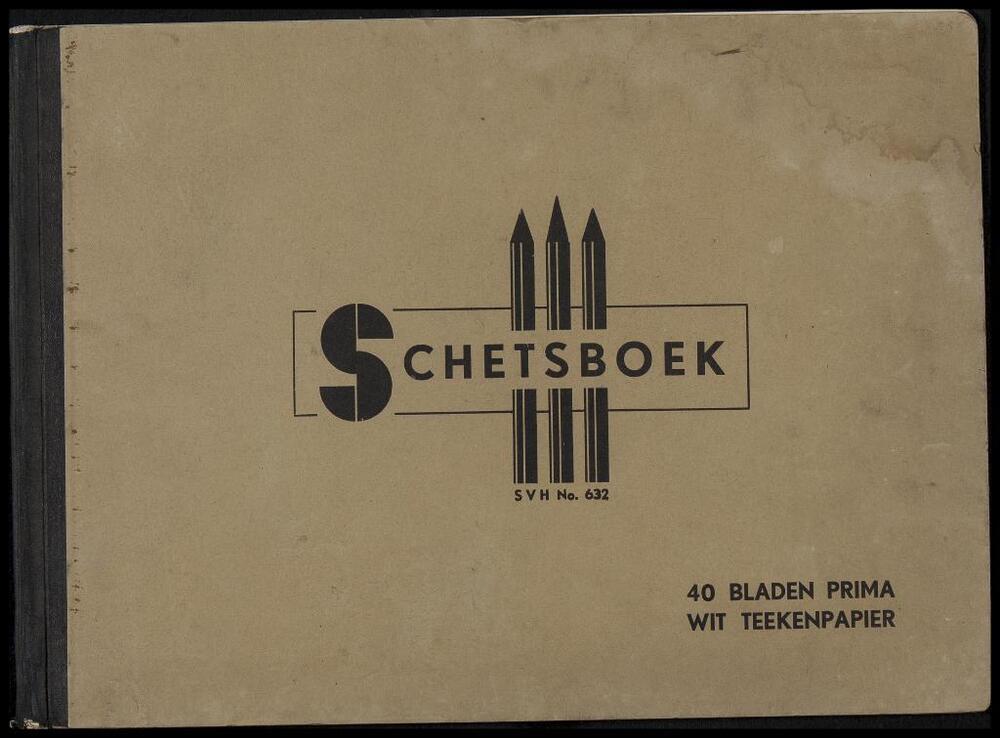 SCHETSBOEK
SVH No. 632
40 BLADEN PRIMA
WIT TEEKENPAPIER